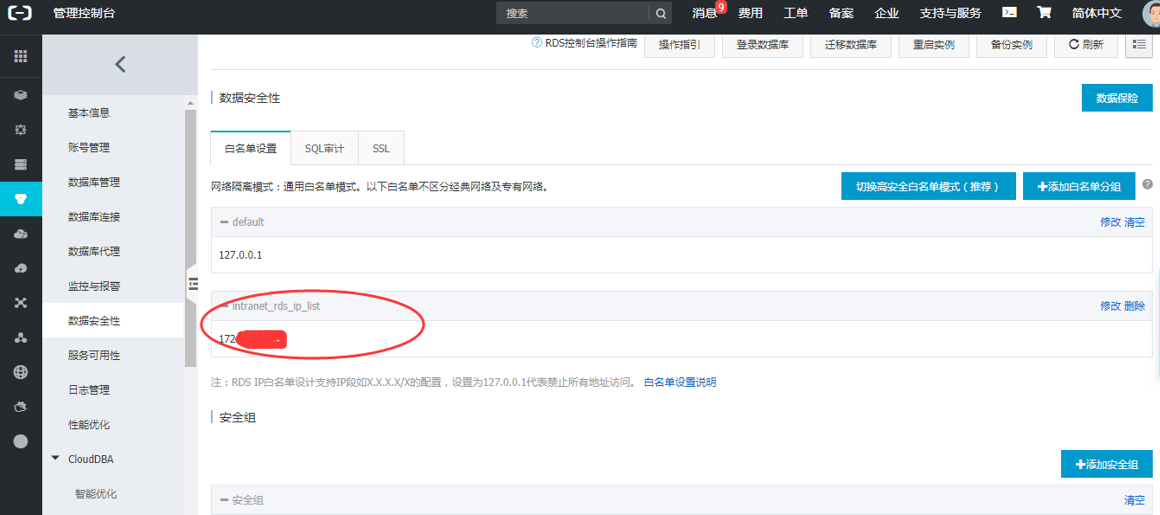 管理控制台 搜索 消息 9 费用 工单 备案 企业 支持与服务 简体中文
RDS控制台操作指南 操作指引 登录数据库 迁移数据库 重启实例 备份实例 刷新
数据安全性 数据保险
白名单设置 SQL审计 SSL
网络隔离模式：通用白名单模式。以下白名单不区分经典网络及专有网络。 切换高安全白名单模式（推荐） 添加白名单分组
default 修改 清空
127.0.0.1
intranet_rds_ip_list 修改 删除
172
注：RDS IP白名单设计支持IP段如X.X.X.X/X的配置，设置为127.0.0.1代表禁止所有地址访问。 白名单设置说明
安全组
添加安全组
安全组 清空
基本信息
账号管理
数据库管理
数据库连接
数据库代理
监控与报警
数据安全性
服务可用性
日志管理
性能优化
CloudDBA
智能优化